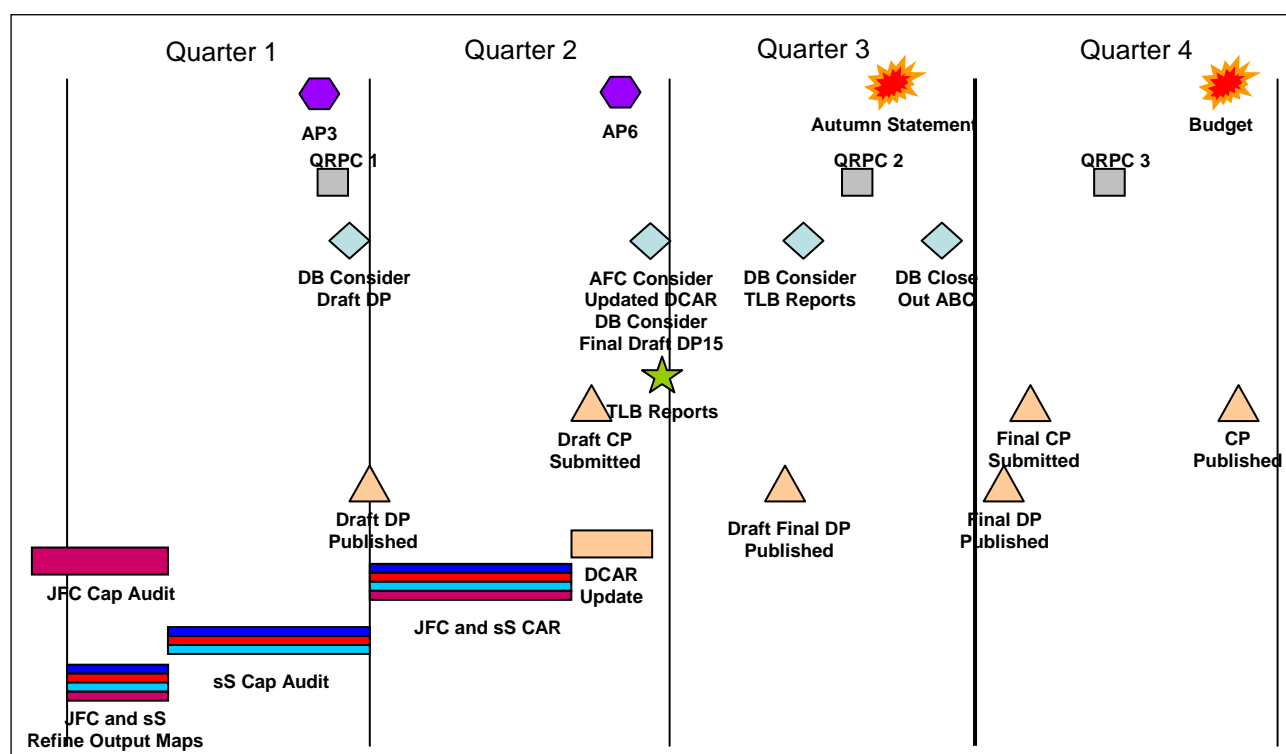 Quarter 1
Quarter 2
Quarter 3
Quarter 4
AP3
AP6
Autumn Statement
Budget
QRPC 1
QRPC 2
QRPC 3
DB Consider
Draft DP
AFC Consider
Updated DCAR
DB Consider
Final Draft DP15
DB Consider
TLB Reports
DB Close
Out ABC
TLB Reports
Draft CP
Submitted
Final CP
Submitted
CP
Published
Draft DP
Published
Draft Final DP
Published
Final DP
Published
JFC Cap Audit
DCAR
Update
JFC and sS CAR
sS Cap Audit
JFC and sS
Refine Output Maps